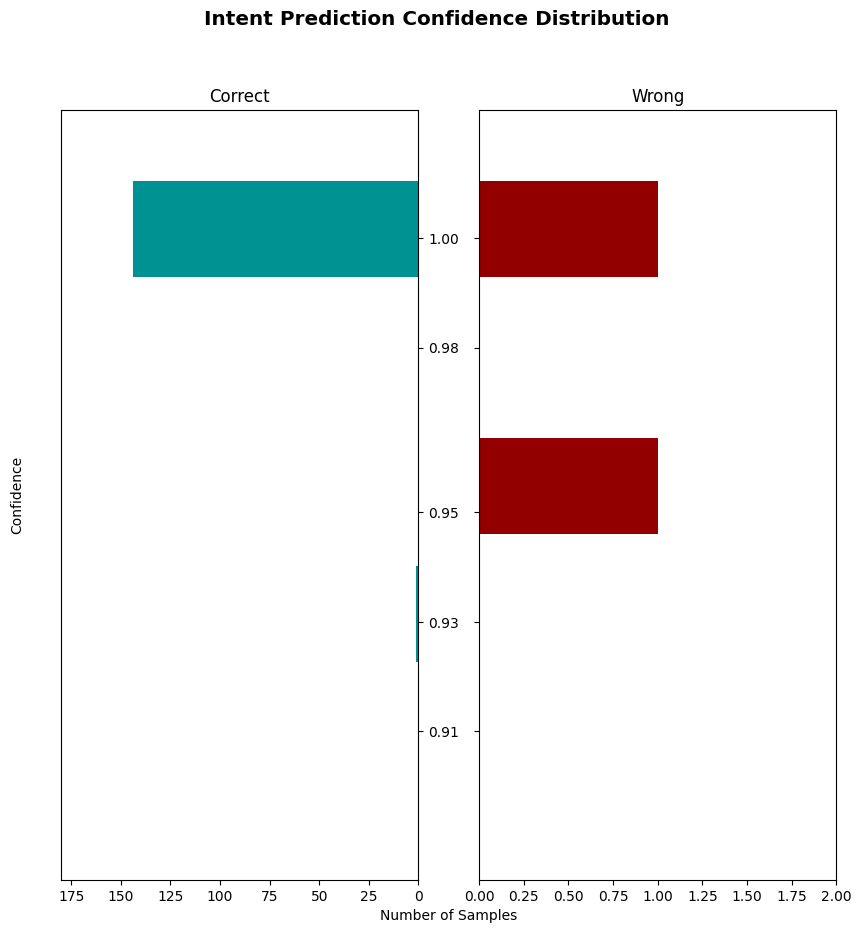 Intent Prediction Confidence Distribution
Correct
Wrong
1.00
0.98
0.95
0.93
0.91
Confidence
175 150 125 100 75 50 25 0
0.00 0.25 0.50 0.75 1.00 1.25 1.50 1.75 2.00
Number of Samples